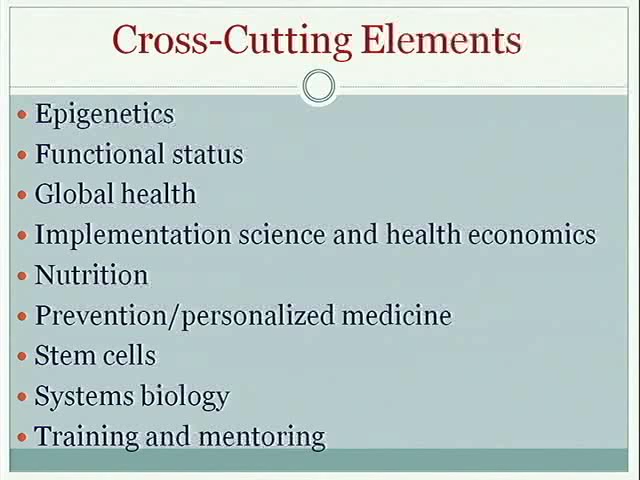 Cross-Cutting Elements
• Epigenetics
• Functional status
• Global health
• Implementation science and health economics
• Nutrition
• Prevention/personalized medicine
• Stem cells
• Systems biology
• Training and mentoring